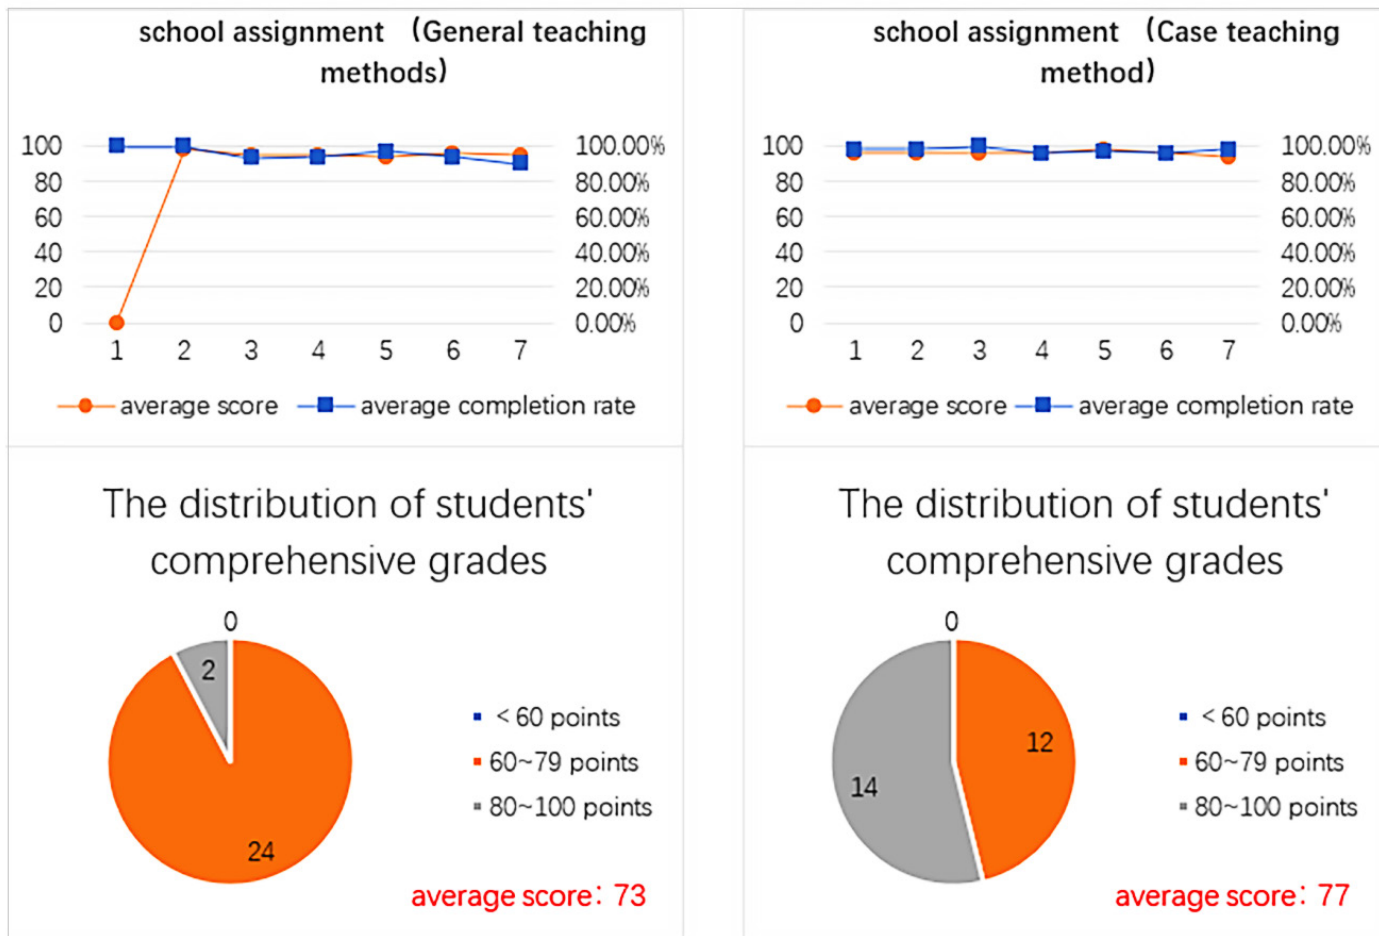 school assignment （General teaching
methods）
100
80
60
40
20
0
100.00%
80.00%
60.00%
40.00%
20.00%
0.00%
1 2 3 4 5 6 7
average score average completion rate
The distribution of students'
comprehensive grades
0
2
24
< 60 points
60~79 points
80~100 points
average score：73
school assignment （Case teaching
method）
100
80
60
40
20
0
100.00%
80.00%
60.00%
40.00%
20.00%
0.00%
1 2 3 4 5 6 7
average score average completion rate
The distribution of students'
comprehensive grades
0
12
14
< 60 points
60~79 points
80~100 points
average score：77